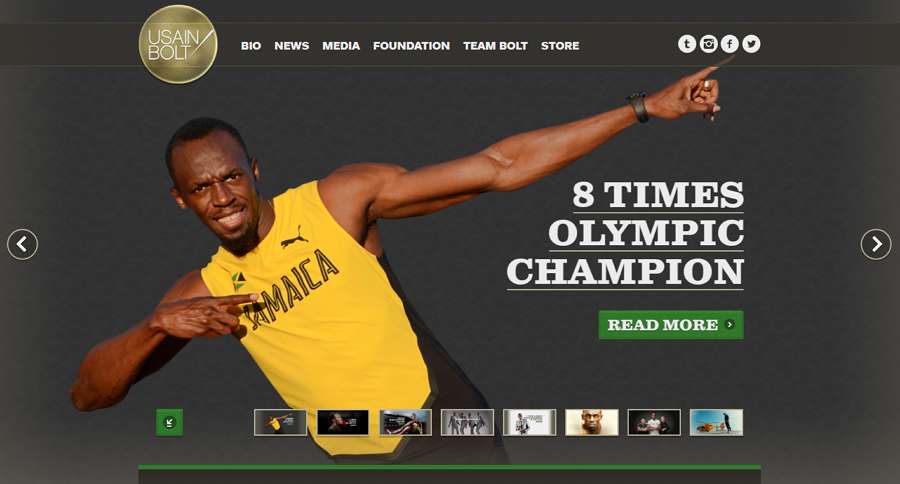 USAIN
BOLT
BIO NEWS MEDIA FOUNDATION TEAM BOLT STORE
8 TIMES
OLYMPIC
CHAMPION
JAMAICA
READ MORE